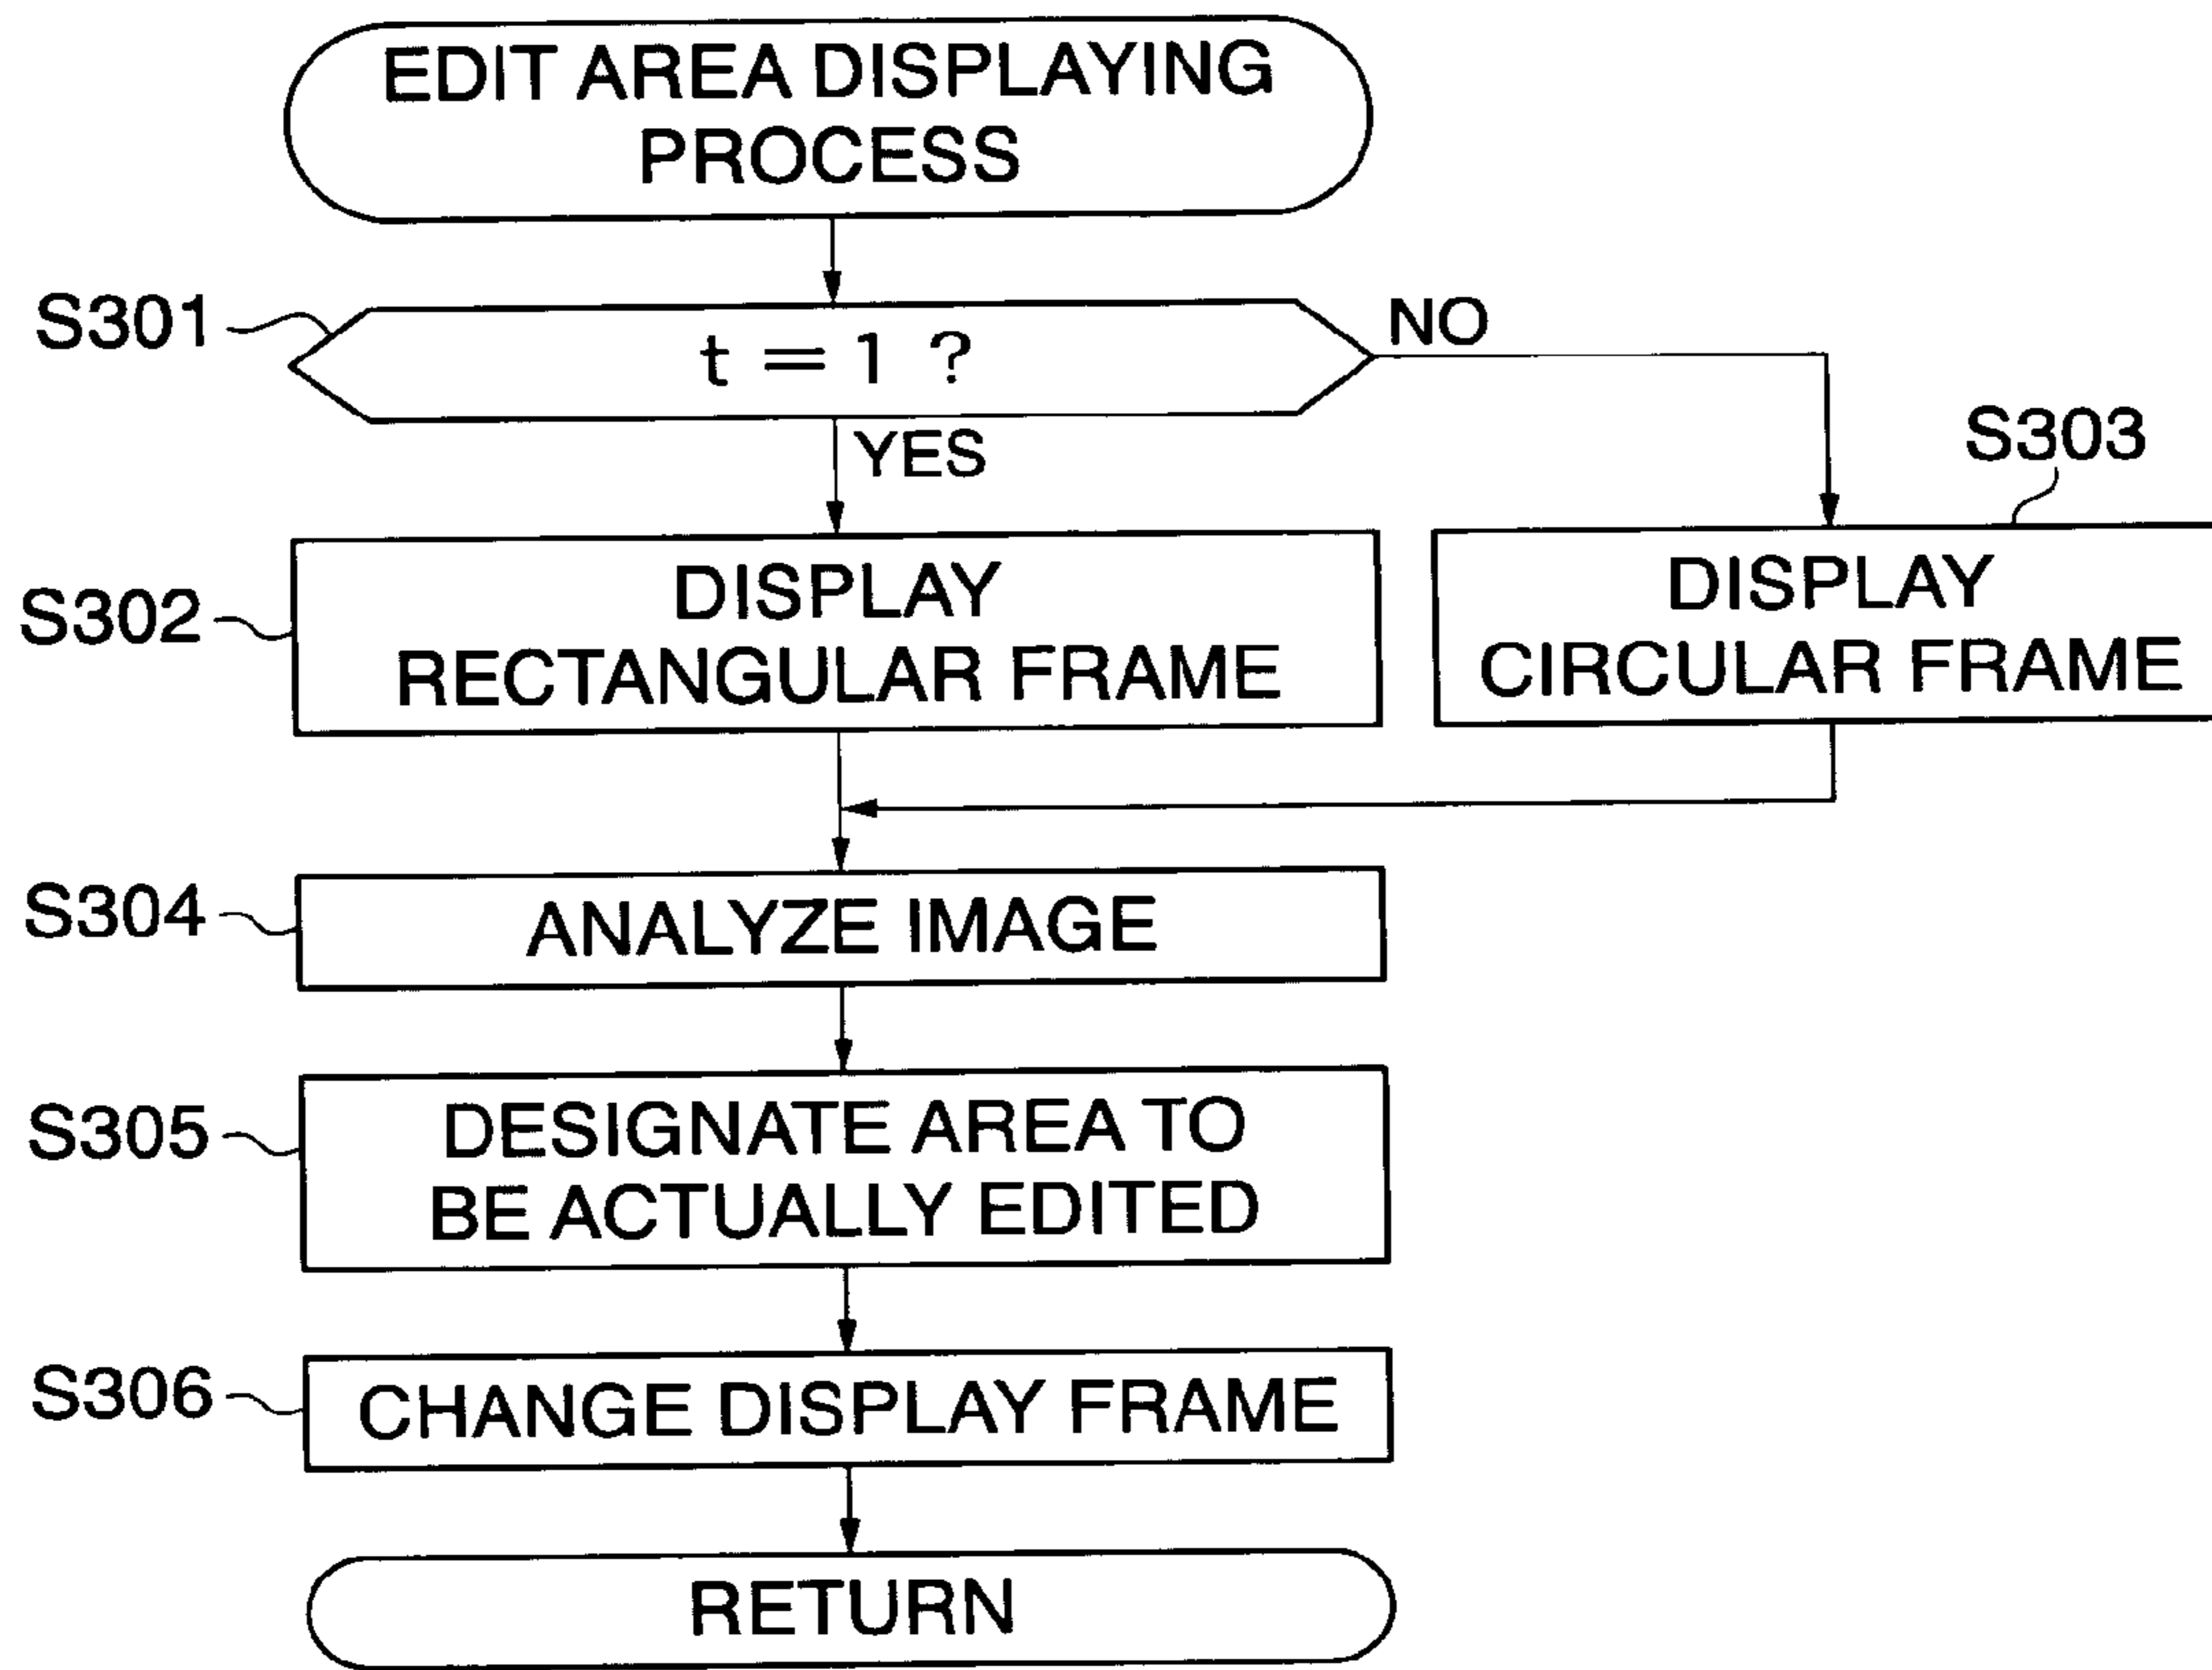 EDIT AREA DISPLAYING
PROCESS
S301
t = 1 ?
NO
YES
S303
S302
DISPLAY
RECTANGULAR FRAME
DISPLAY
CIRCULAR FRAME
S304
ANALYZE IMAGE
S305
DESIGNATE AREA TO
BE ACTUALLY EDITED
S306
CHANGE DISPLAY FRAME
RETURN